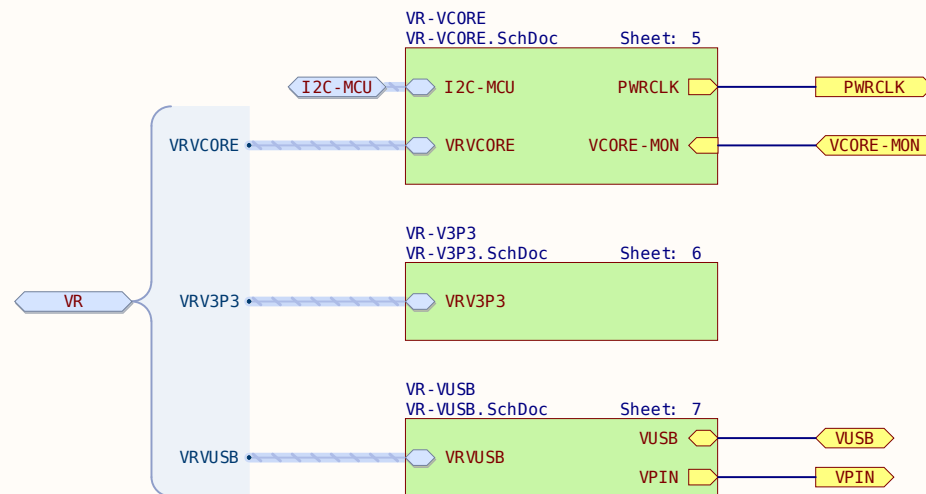 VR-VCORE
VR-VCORE.SchDoc Sheet: 5
I2C-MCU I2C-MCU PWRCLK PWRCLK
VRVCORE VRVCORE VCORE-MON VCORE-MON
VR-V3P3
VR-V3P3.SchDoc Sheet: 6
VR VRV3P3 VRV3P3
VR-VUSB
VR-VUSB.SchDoc Sheet: 7
VUSB VUSB
VRVUSB VRVUSB
VPIN VPIN